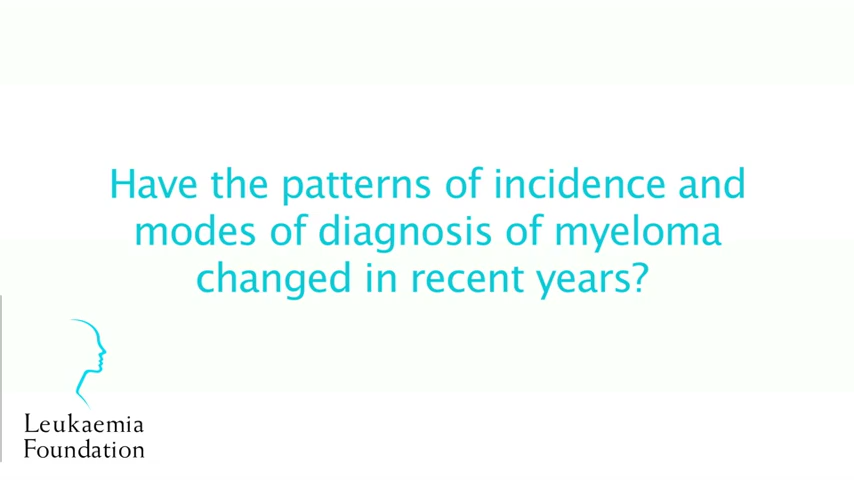 Have the patterns of incidence and
modes of diagnosis of myeloma
changed in recent years?
Leukaemia
Foundation